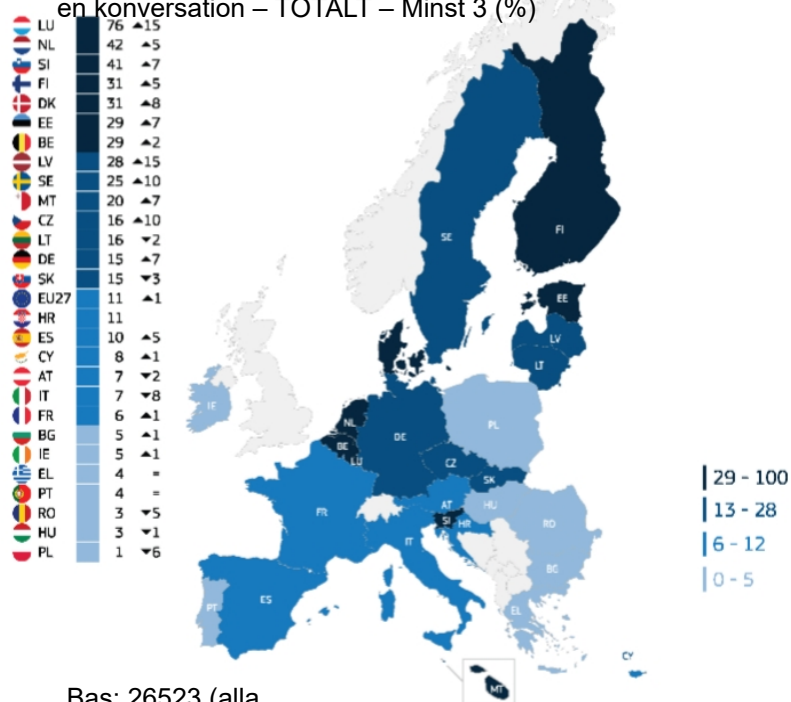 en konversation – TOTALT – Minst 3 (%)
LU 76 ▲15
NL 42 ▲5
SI 41 ▲7
FI 31 ▲5
DK 31 ▲8
EE 29 ▲7
BE 29 ▲2
LV 28 ▲15
SE 25 ▲10
MT 20 ▲7
CZ 16 ▲10
LT 16 ▼2
DE 15 ▲7
SK 15 ▼3
EU27 11 ▲1
HR 11
ES 10 ▲5
CY 8 ▲1
AT 7 ▼2
IT 7 ▼8
FR 6 ▲1
BG 5 ▲1
IE 5 ▲1
EL 4 =
PT 4 =
RO 3 ▼5
HU 3 ▼1
PL 1 ▼6
SE
FI
EE
LV
LT
IE
NL
BE
LU
DE
PL
CZ
SK
AT
HU
SI
HR
RO
FR
IT
BG
PT
ES
EL
CY
MT
29 - 100
13 - 28
6 - 12
0 - 5
Bas: 26523 (alla